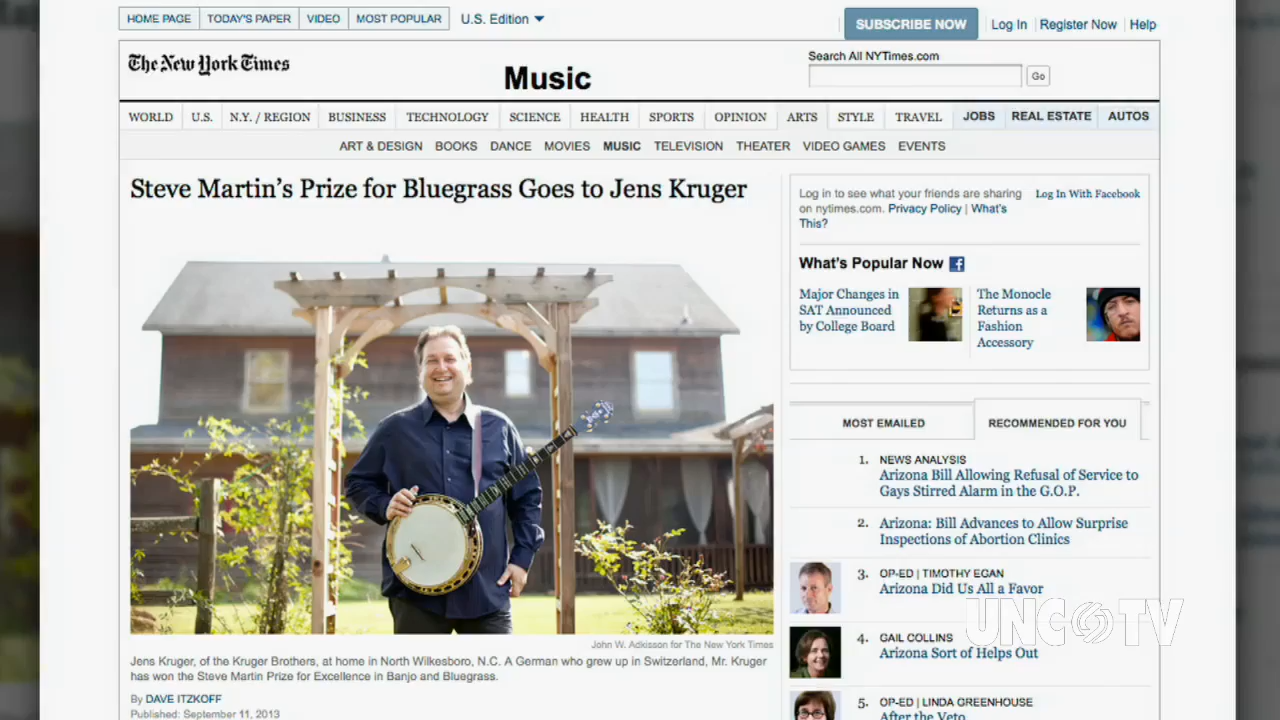 HOME PAGE TODAY'S PAPER VIDEO MOST POPULAR U.S. Edition
SUBSCRIBE NOW Log In Register Now Help
The New York Times
Music
Search All NYTimes.com
Go
WORLD U.S. N.Y. / REGION BUSINESS TECHNOLOGY SCIENCE HEALTH SPORTS OPINION ARTS STYLE TRAVEL JOBS REAL ESTATE AUTOS
ART & DESIGN BOOKS DANCE MOVIES MUSIC TELEVISION THEATER VIDEO GAMES EVENTS
Steve Martin's Prize for Bluegrass Goes to Jens Kruger
John W. Adkisson for The New York Times
Jens Kruger, of the Kruger Brothers, at home in North Wilkesboro, N.C. A German who grew up in Switzerland, Mr. Kruger
has won the Steve Martin Prize for Excellence in Banjo and Bluegrass.
By DAVE ITZKOFF
Published: September 11, 2013
Log in to see what your friends are sharing
on nytimes.com. Privacy Policy | What's
This?
Log In With Facebook
What's Popular Now
Major Changes in
SAT Announced
by College Board
The Monocle
Returns as a
Fashion
Accessory
MOST EMAILED RECOMMENDED FOR YOU
1. NEWS ANALYSIS
Arizona Bill Allowing Refusal of Service to
Gays Stirred Alarm in the G.O.P.
2. Arizona: Bill Advances to Allow Surprise
Inspections of Abortion Clinics
3. OP-ED | TIMOTHY EGAN
Arizona Did Us All a Favor
4. GAIL COLLINS
Arizona Sort of Helps Out
5. OP-ED | LINDA GREENHOUSE
After the Veto
UNC TV